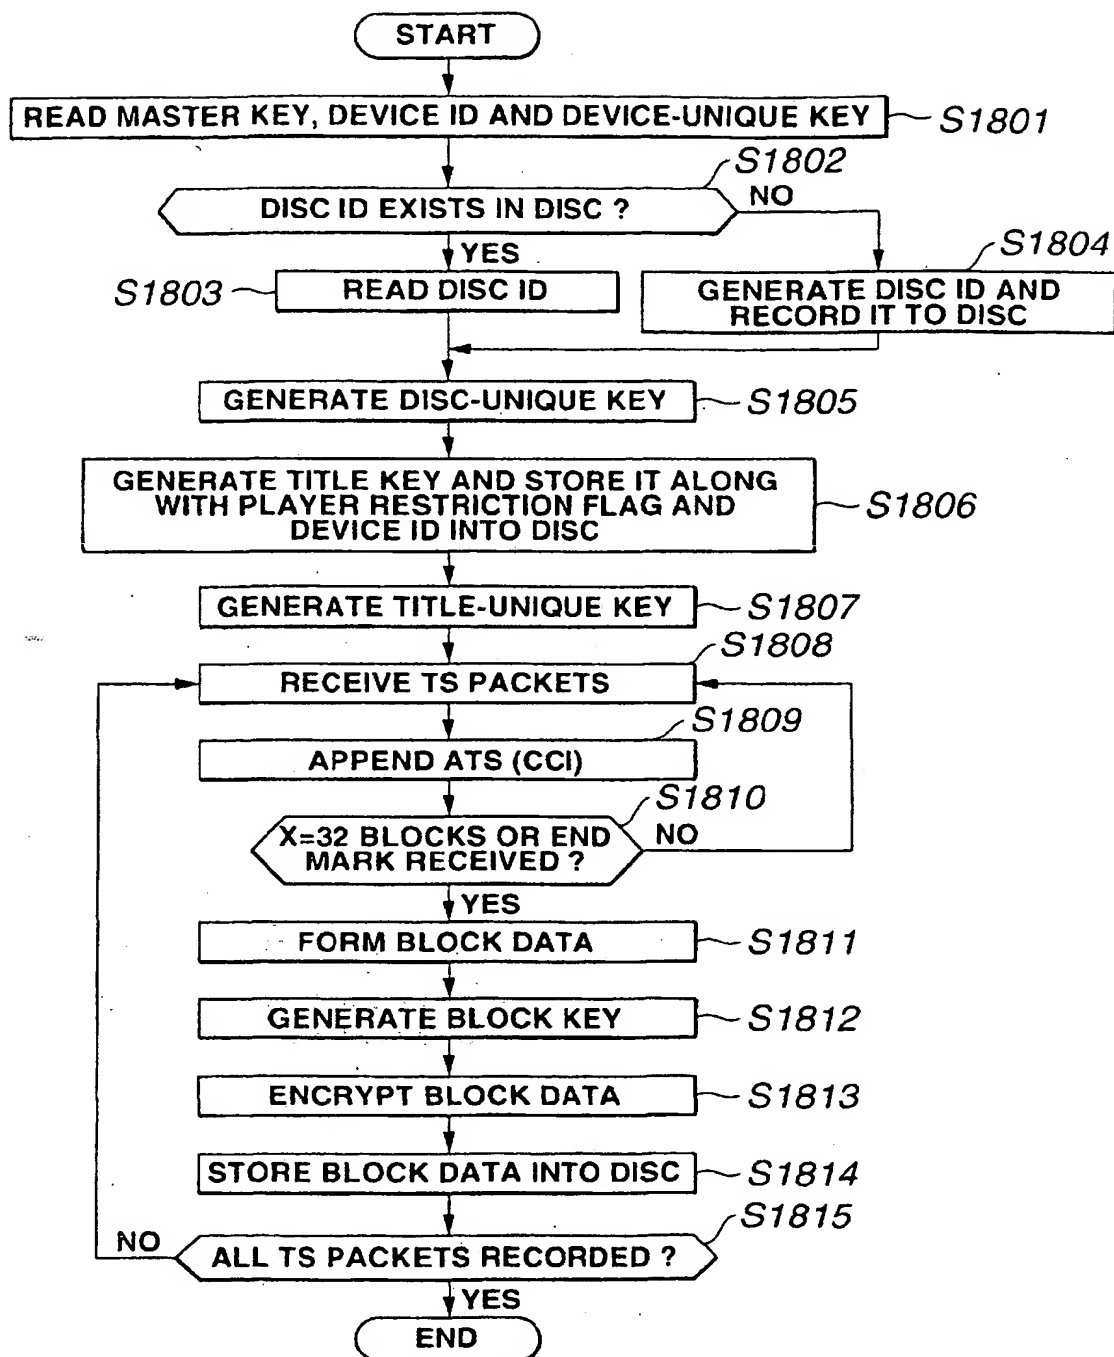 START
READ MASTER KEY, DEVICE ID AND DEVICE-UNIQUE KEY
S1801
S1802
DISC ID EXISTS IN DISC ?
NO
YES
S1804
S1803
READ DISC ID
GENERATE DISC ID AND
RECORD IT TO DISC
GENERATE DISC-UNIQUE KEY
S1805
GENERATE TITLE KEY AND STORE IT ALONG
WITH PLAYER RESTRICTION FLAG AND
DEVICE ID INTO DISC
S1806
GENERATE TITLE-UNIQUE KEY
S1807
S1808
RECEIVE TS PACKETS
S1809
APPEND ATS (CCI)
S1810
X=32 BLOCKS OR END
MARK RECEIVED ?
NO
YES
FORM BLOCK DATA
S1811
GENERATE BLOCK KEY
S1812
ENCRYPT BLOCK DATA
S1813
STORE BLOCK DATA INTO DISC
S1814
S1815
NO
ALL TS PACKETS RECORDED ?
YES
END